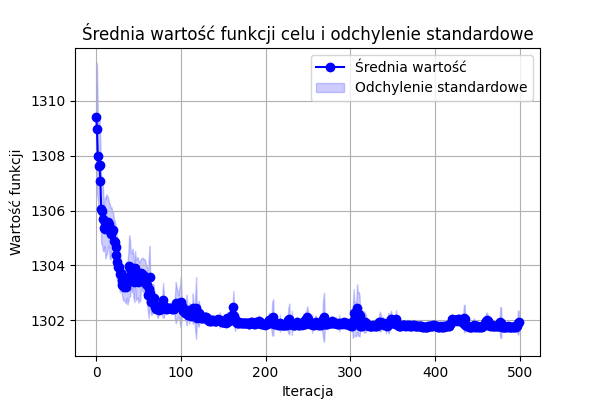 Średnia wartość funkcji celu i odchylenie standardowe
Średnia wartość
Odchylenie standardowe
Wartość funkcji
1310
1308
1306
1304
1302
0 100 200 300 400 500
Iteracja